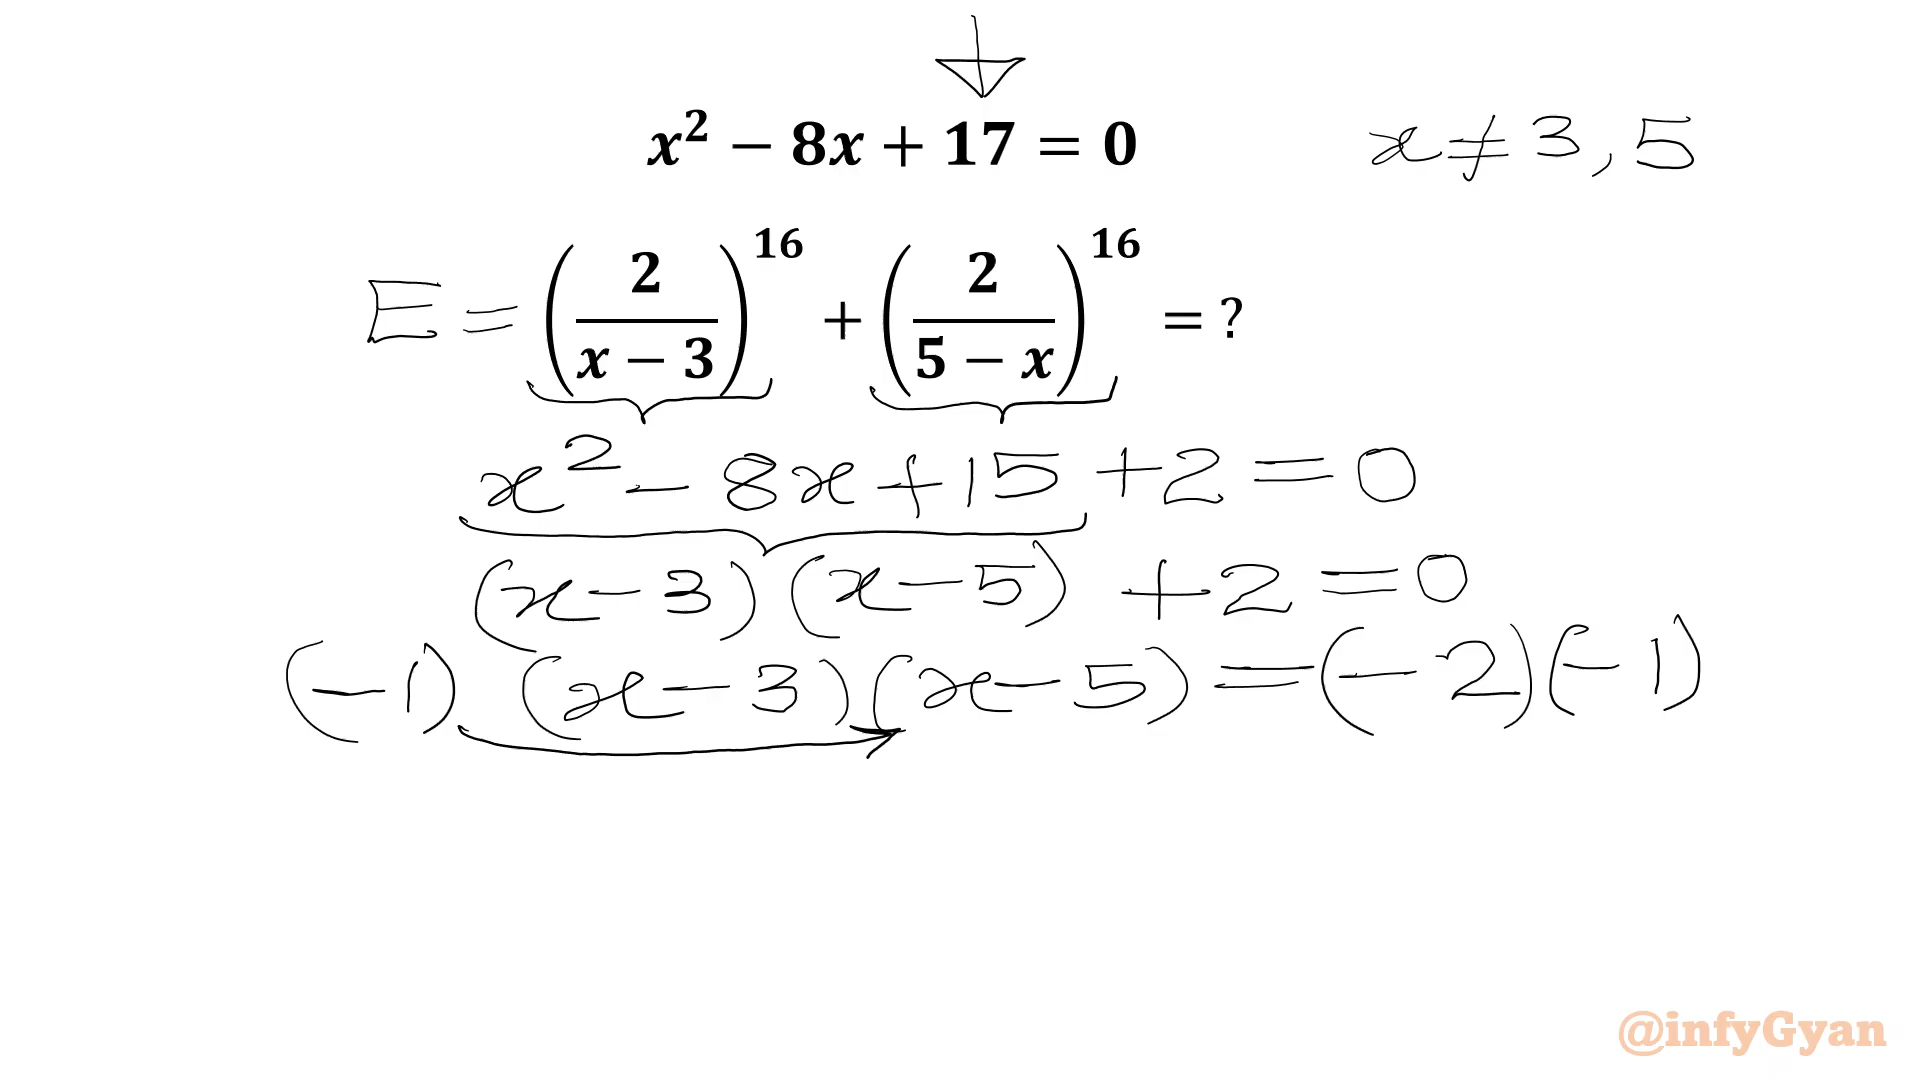 x² − 8x + 17 = 0 x ≠ 3, 5
E = (2/(x − 3))¹⁶ + (2/(5 − x))¹⁶ = ?
x² − 8x + 15 + 2 = 0
(x − 3)(x − 5) + 2 = 0
(−1)(x − 3)(x − 5) = (−2)(−1)
@infyGyan